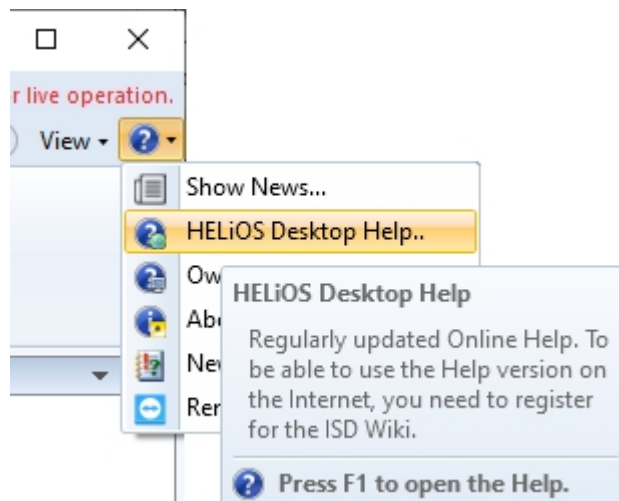 r live operation.
View
Show News...
HELiOS Desktop Help..
Ow
HELiOS Desktop Help
Abo
Regularly updated Online Help. To
New
be able to use the Help version on
Rer
the Internet, you need to register
for the ISD Wiki.
Press F1 to open the Help.